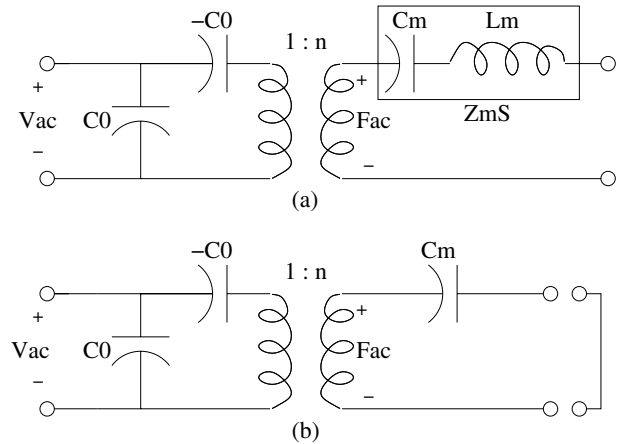 −C0
1 : n
Cm
Lm
+
Vac
−
C0
+
Fac
−
ZmS
(a)
−C0
1 : n
Cm
+
Vac
−
C0
+
Fac
−
(b)